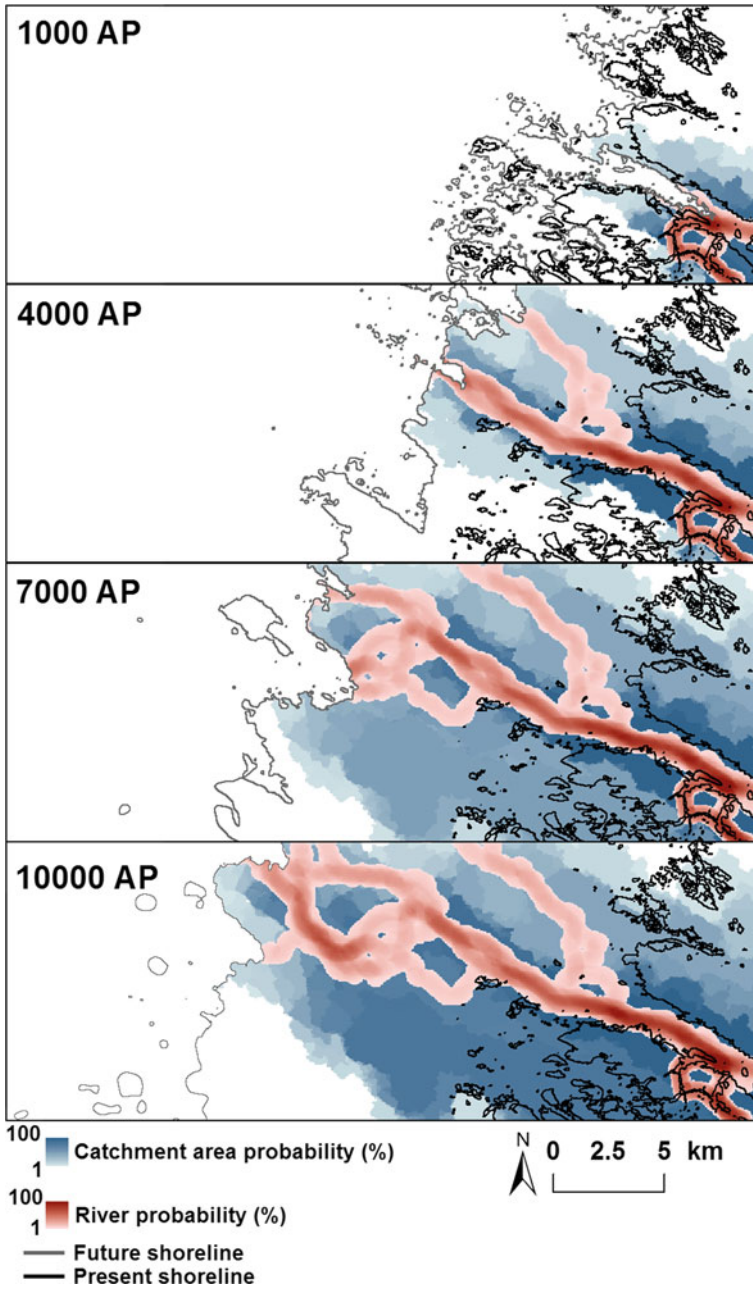 1000 AP
4000 AP
7000 AP
10000 AP
100
1
Catchment area probability (%)
N
0 2.5 5 km
100
1
River probability (%)
Future shoreline
Present shoreline